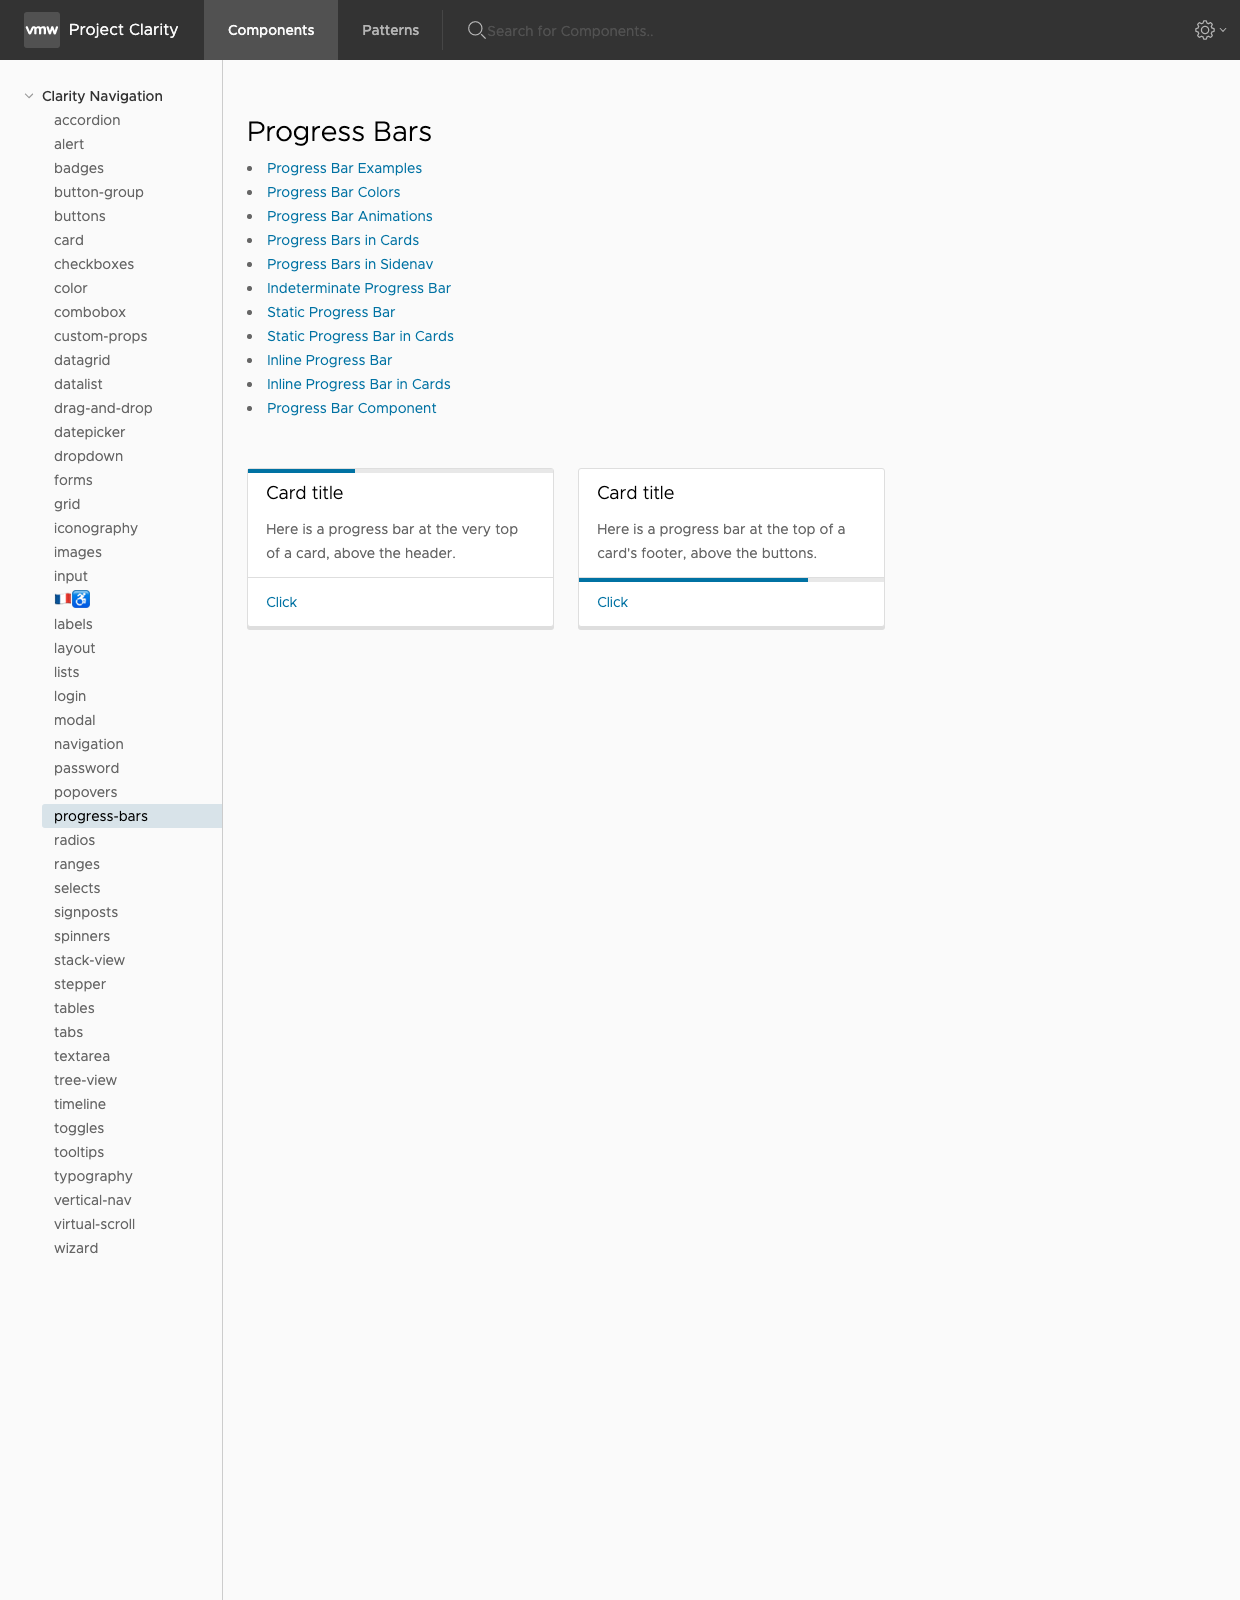 vmw Project Clarity Components Patterns Search for Components..
Clarity Navigation
accordion
alert
badges
button-group
buttons
card
checkboxes
color
combobox
custom-props
datagrid
datalist
drag-and-drop
datepicker
dropdown
forms
grid
iconography
images
input
🇫🇷♿
labels
layout
lists
login
modal
navigation
password
popovers
progress-bars
radios
ranges
selects
signposts
spinners
stack-view
stepper
tables
tabs
textarea
tree-view
timeline
toggles
tooltips
typography
vertical-nav
virtual-scroll
wizard
Progress Bars
Progress Bar Examples
Progress Bar Colors
Progress Bar Animations
Progress Bars in Cards
Progress Bars in Sidenav
Indeterminate Progress Bar
Static Progress Bar
Static Progress Bar in Cards
Inline Progress Bar
Inline Progress Bar in Cards
Progress Bar Component
Card title
Here is a progress bar at the very top
of a card, above the header.
Click
Card title
Here is a progress bar at the top of a
card's footer, above the buttons.
Click